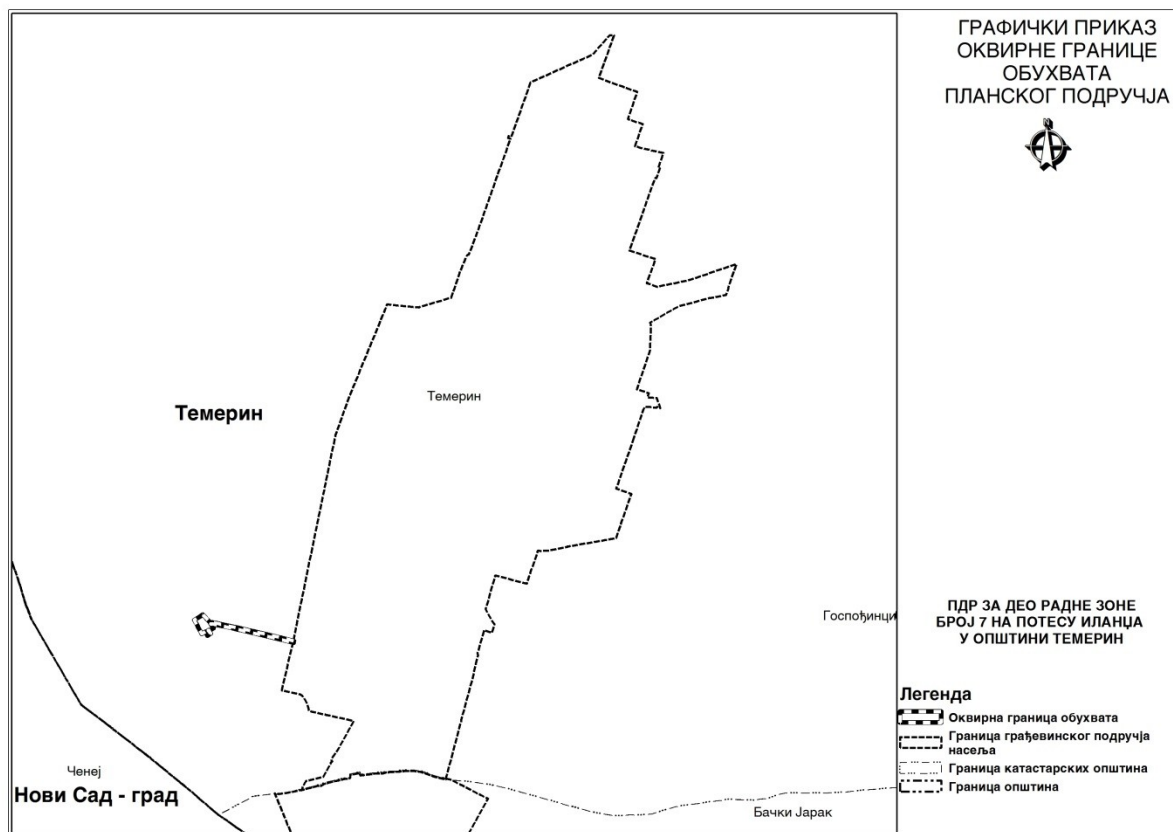 ГРАФИЧКИ ПРИКАЗ
ОКВИРНЕ ГРАНИЦЕ
ОБУХВАТА
ПЛАНСКОГ ПОДРУЧЈА
Темерин
Темерин
Госпођинци
Ченеј
Нови Сад - град
Бачки Јарак
ПДР ЗА ДЕО РАДНЕ ЗОНЕ
БРОЈ 7 НА ПОТЕСУ ИЛАНЏА
У ОПШТИНИ ТЕМЕРИН
Легенда
Оквирна граница обухвата
Граница грађевинског подручја
насеља
Граница катастарских општина
Граница општина